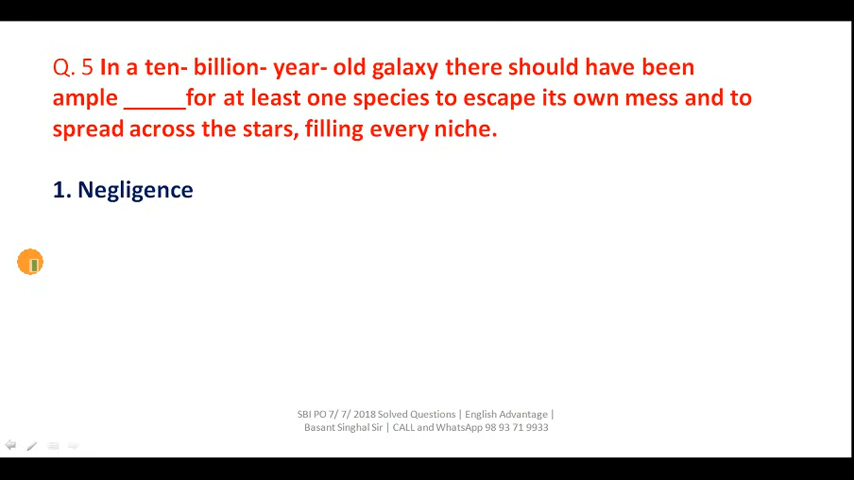 Q. 5 In a ten- billion- year- old galaxy there should have been
ample _____for at least one species to escape its own mess and to
spread across the stars, filling every niche.
1. Negligence
SBI PO 7/ 7/ 2018 Solved Questions | English Advantage |
Basant Singhal Sir | CALL and WhatsApp 98 93 71 9933